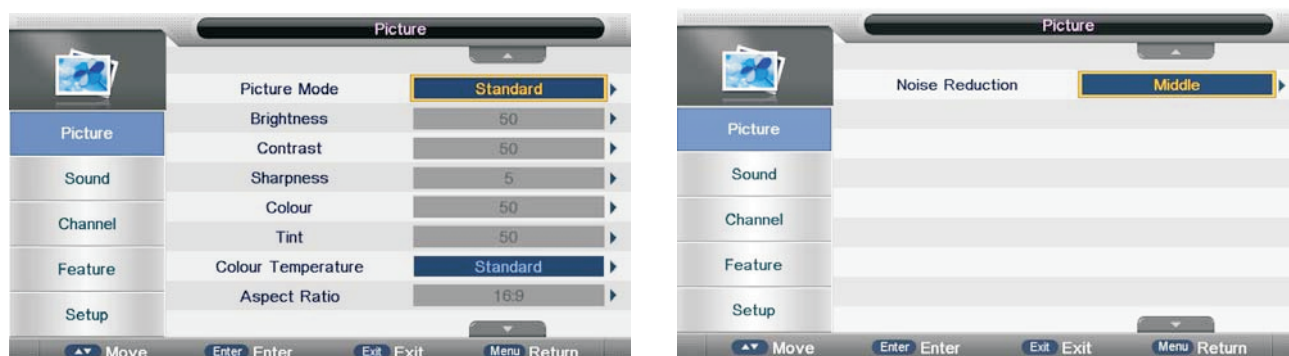 Picture
Picture Mode Standard
Brightness 50
Contrast 50
Sharpness 5
Colour 50
Tint 50
Colour Temperature Standard
Aspect Ratio 16:9
Picture
Sound
Channel
Feature
Setup
Move Enter Enter Exit Exit Menu Return
Picture
Noise Reduction Middle
Picture
Sound
Channel
Feature
Setup
Move Enter Enter Exit Exit Menu Return